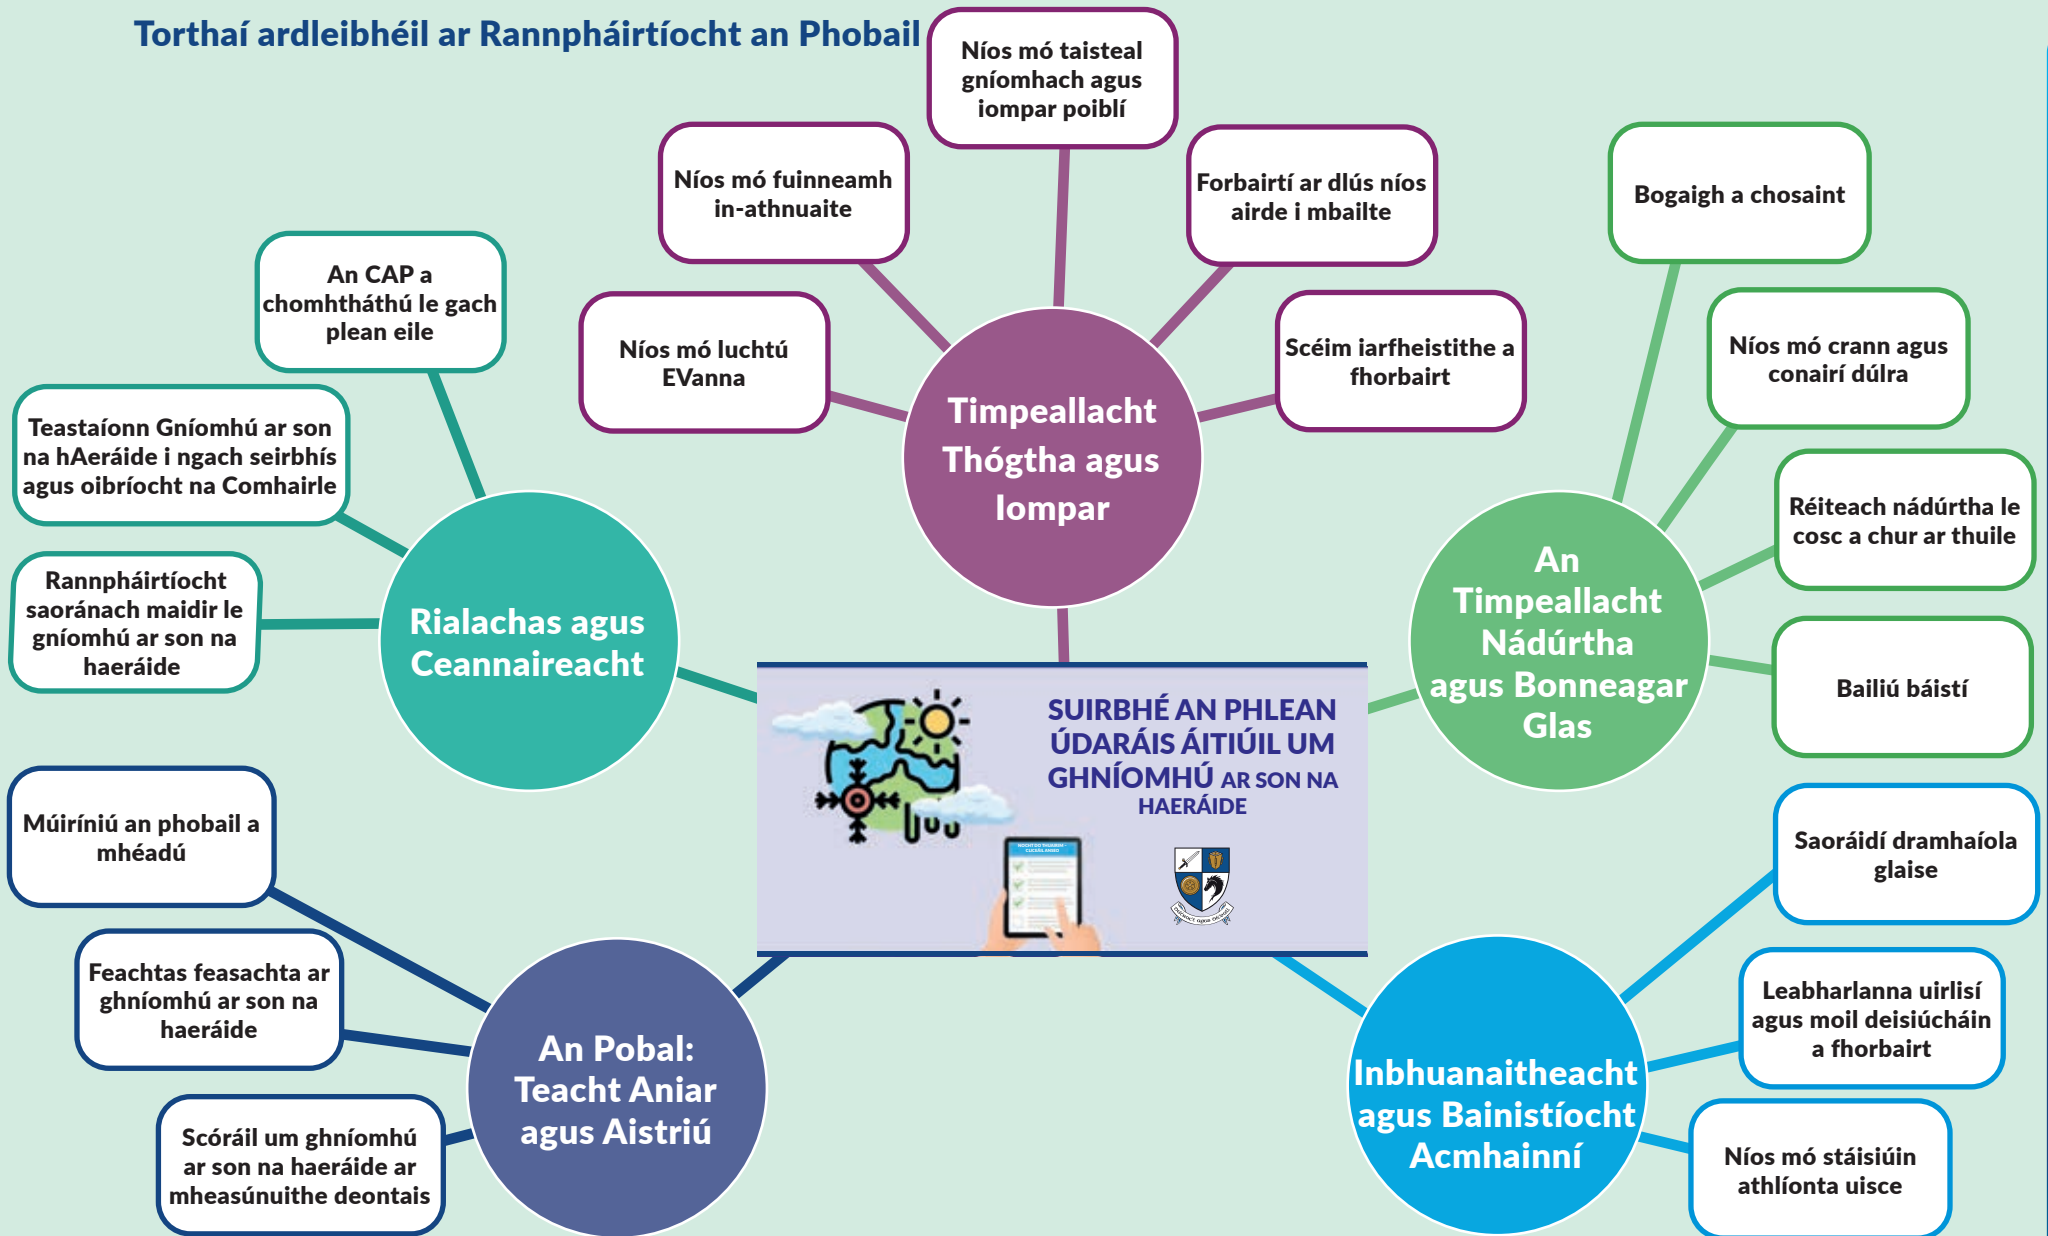 Torthaí ardleibhéil ar Rannpháirtíocht an Phobail
Níos mó taisteal
gníomhach agus
iompar poiblí
Níos mó fuinneamh
in-athnuaite
Forbairtí ar dlús níos
airde i mbailte
Níos mó luchtú
EVanna
Scéim iarfheistithe a
fhorbairt
Timpeallacht
Thógtha agus
Iompar
An CAP a
chomhtháthú le gach
plean eile
Teastaíonn Gníomhú ar son
na hAeráide i ngach seirbhís
agus oibríocht na Comhairle
Rannpháirtíocht
saoránach maidir le
gníomhú ar son na
haeráide
Rialachas agus
Ceannaireacht
Bogaigh a chosaint
Níos mó crann agus
conairí dúlra
Réiteach nádúrtha le
cosc a chur ar thuile
Bailiú báistí
An
Timpeallacht
Nádúrtha
agus Bonneagar
Glas
SUIRBHÉ AN PHLEAN
ÚDARÁIS ÁITIÚIL UM
GHNÍOMHÚ AR SON NA
HAERÁIDE
Múiríniú an phobail a
mhéadú
Feachtas feasachta ar
ghníomhú ar son na
haeráide
Scóráil um ghníomhú
ar son na haeráide ar
mheasúnuithe deontais
An Pobal:
Teacht Aniar
agus Aistriú
Saoráidí dramhaíola
glaise
Leabharlanna uirlisí
agus moil deisiúcháin
a fhorbairt
Níos mó stáisiúin
athlíonta uisce
Inbhuanaitheacht
agus Bainistíocht
Acmhainní